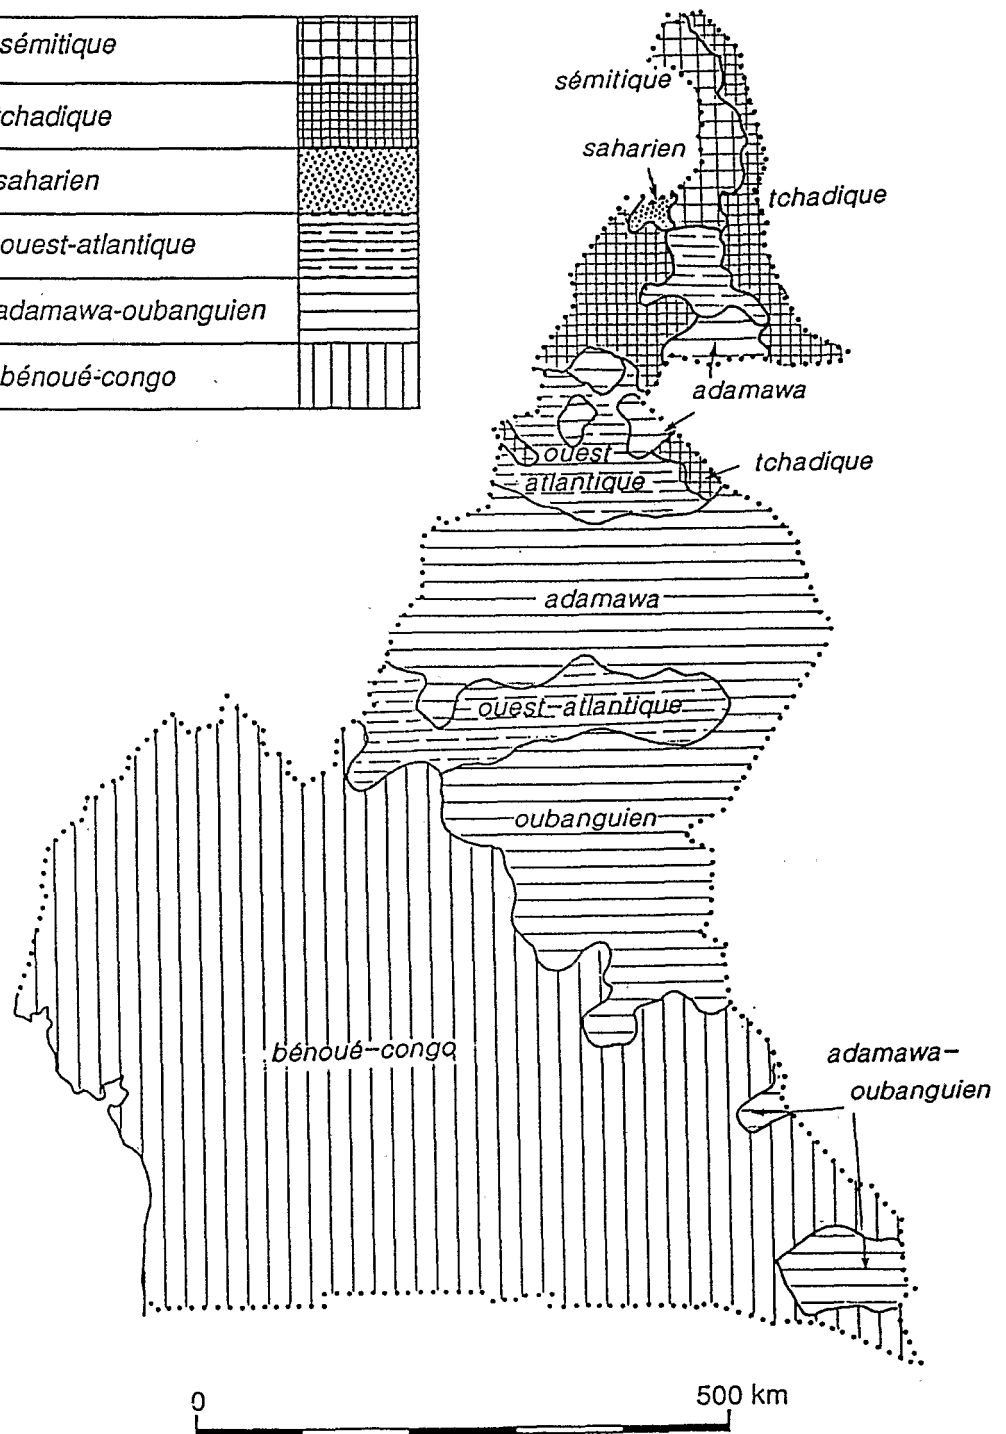 sémitique
tchadique
saharien
ouest-atlantique
adamawa-oubanguien
bénoué-congo
sémitique
saharien
tchadique
adamawa
tchadique
ouest
atlantique
adamawa
ouest-atlantique
oubanguien
bénoué-congo
adamawa-
oubanguien
0 500 km